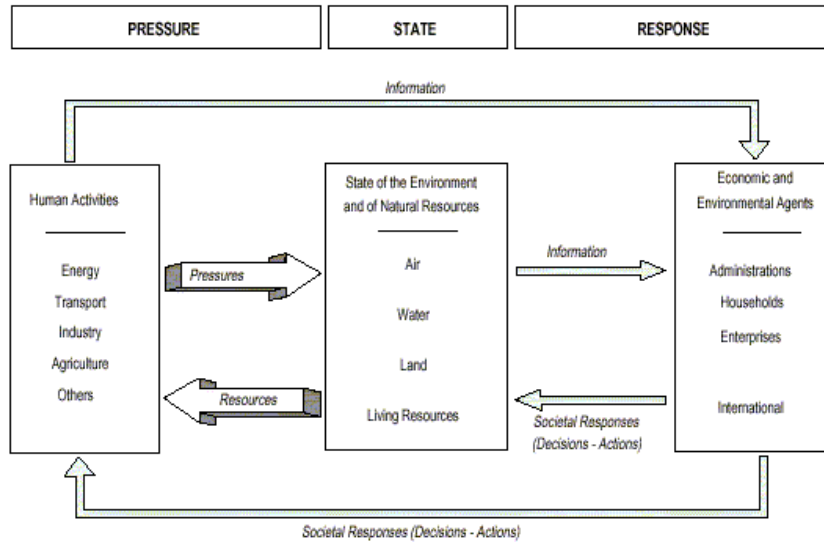 PRESSURE
STATE
RESPONSE
Information
Human Activities
Energy
Transport
Industry
Agriculture
Others
Pressures
Resources
State of the Environment
and of Natural Resources
Air
Water
Land
Living Resources
Information
Societal Responses
(Decisions - Actions)
Economic and
Environmental Agents
Administrations
Households
Enterprises
International
Societal Responses (Decisions - Actions)